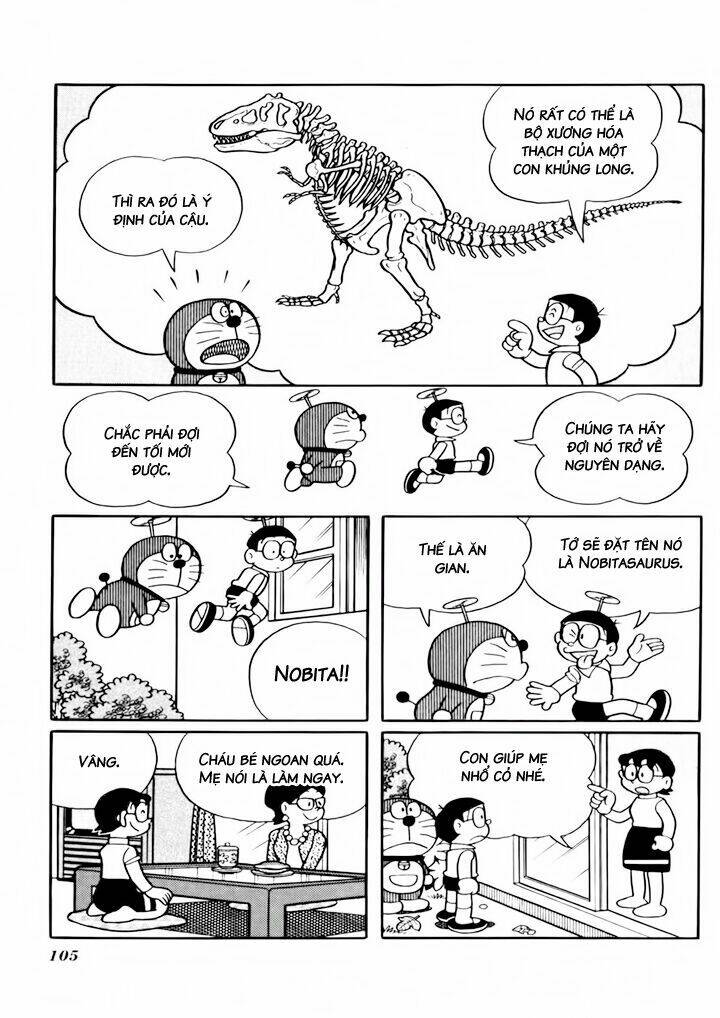 NÓ RẤT CÓ THỂ LÀ
BỘ XƯƠNG HÓA
THẠCH CỦA MỘT
CON KHỦNG LONG.
THÌ RA ĐÓ LÀ Ý
ĐỊNH CỦA CẬU.
CHÚNG TA HÃY
ĐỢI NÓ TRỞ VỀ
NGUYÊN DẠNG.
CHẮC PHẢI ĐỢI
ĐẾN TỐI MỚI
ĐƯỢC.
TỚ SẼ ĐẶT TÊN NÓ
LÀ NOBITASAURUS.
THẾ LÀ ĂN
GIAN.
NOBITA!!
CON GIÚP MẸ
NHỔ CỎ NHÉ.
CHÁU BÉ NGOAN QUÁ.
MẸ NÓI LÀ LÀM NGAY.
VÂNG.
105